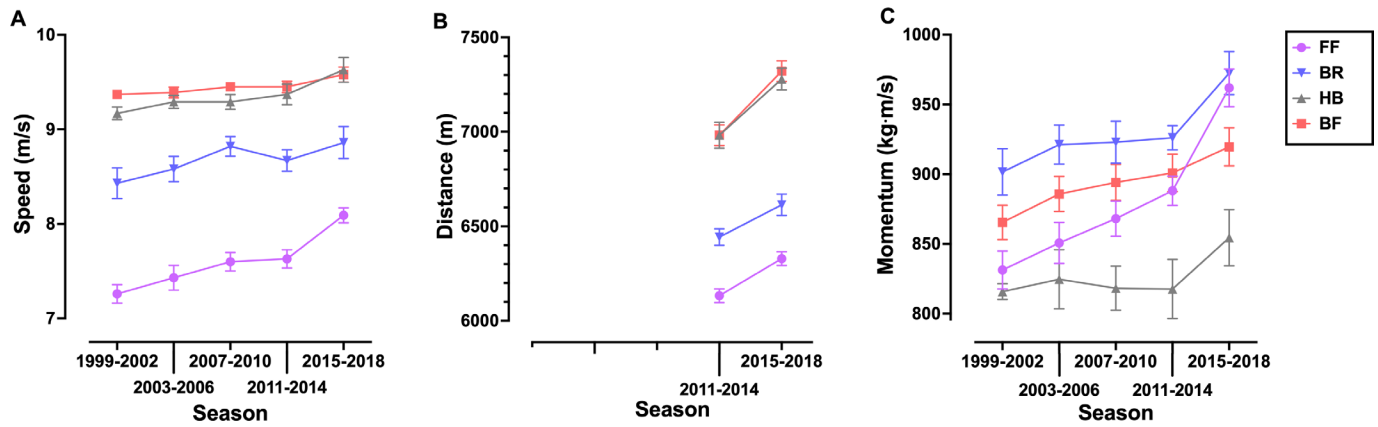 A
Speed (m/s)
10
9
8
7
1999-2002
2003-2006
2007-2010
2011-2014
2015-2018
Season
B
Distance (m)
7500
7000
6500
6000
2011-2014
2015-2018
Season
C
Momentum (kg·m/s)
1000
950
900
850
800
1999-2002
2003-2006
2007-2010
2011-2014
2015-2018
Season
FF
BR
HB
BF